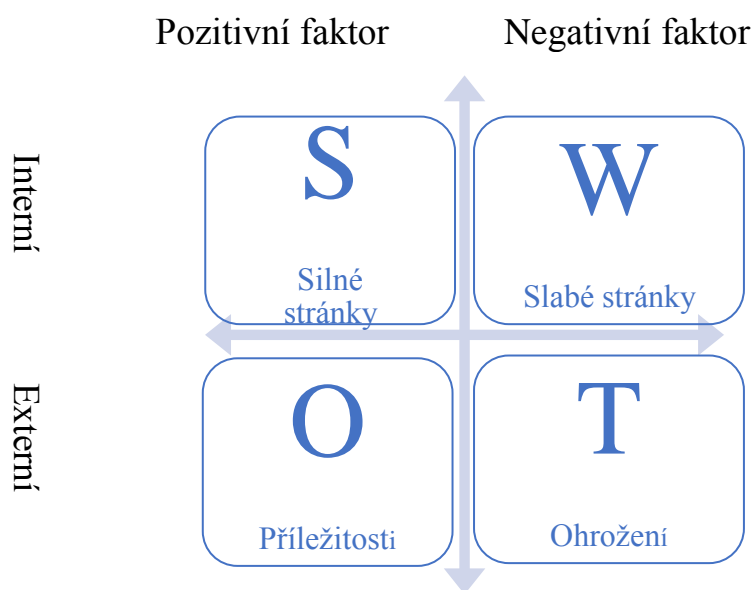 Pozitivní faktor
Negativní faktor
Interní
S
Silné
stránky
W
Slabé stránky
Externí
O
Příležitosti
T
Ohrožení